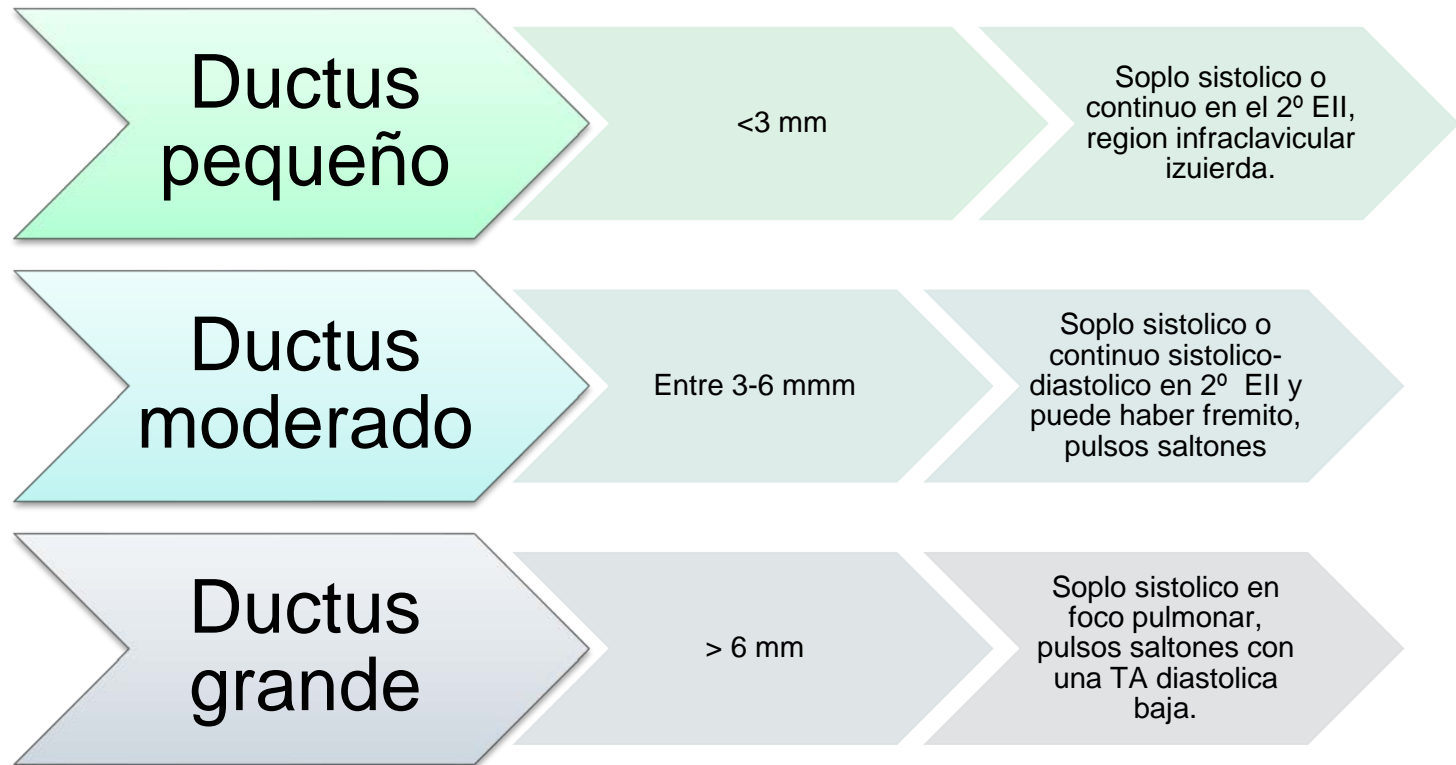 Ductus
pequeño
<3 mm
Soplo sistolico o
continuo en el 2º EII,
region infraclavicular
izuierda.
Ductus
moderado
Entre 3-6 mmm
Soplo sistolico o
continuo sistolico-
diastolico en 2º EII y
puede haber fremito,
pulsos saltones
Ductus
grande
> 6 mm
Soplo sistolico en
foco pulmonar,
pulsos saltones con
una TA diastolica
baja.